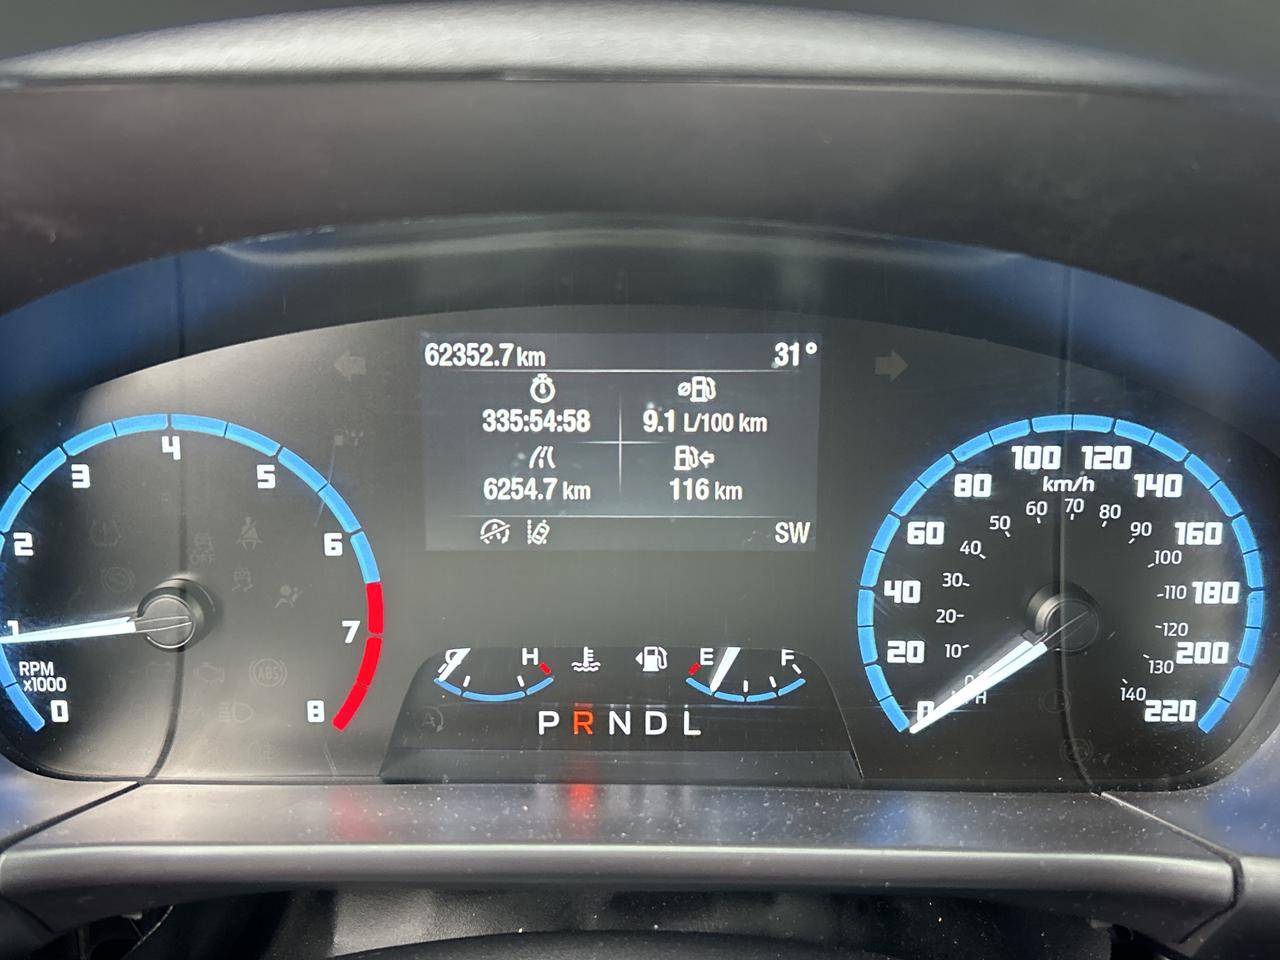 62352.7 km 31°
335:54:58 9.1 L/100 km
6254.7 km 116 km
SW
0 1 2 3 4 5 6 7 8
RPM
x1000
H
E F
P R N D L
0 20 40 60 80 100 120 140 160 180 200 220
km/h
10 20 30 40 50 60 70 80 90 100 110 120 130 140
ABS
OFF